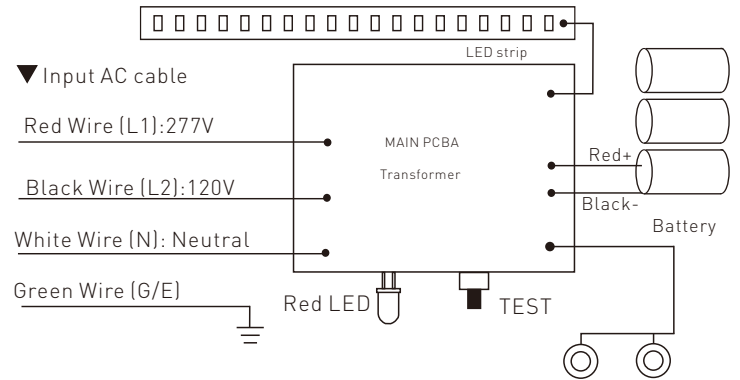 LED strip
▼ Input AC cable
Red Wire (L1):277V
MAIN PCBA
Transformer
Red+
Black Wire (L2):120V
Black-
Battery
White Wire (N): Neutral
Green Wire (G/E)
Red LED
TEST